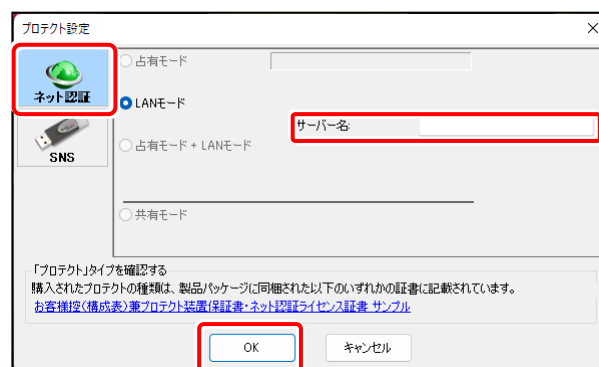 プロテクト設定
ネット認証
SNS
占有モード
LANモード
サーバー名:
占有モード + LANモード
共有モード
「プロテクト」タイプを確認する
購入されたプロテクトの種類は、製品パッケージに同梱された以下のいずれかの証書に記載されています。
お客様控(構成表)兼プロテクト装置保証書・ネット認証ライセンス証書 サンプル
OK
キャンセル